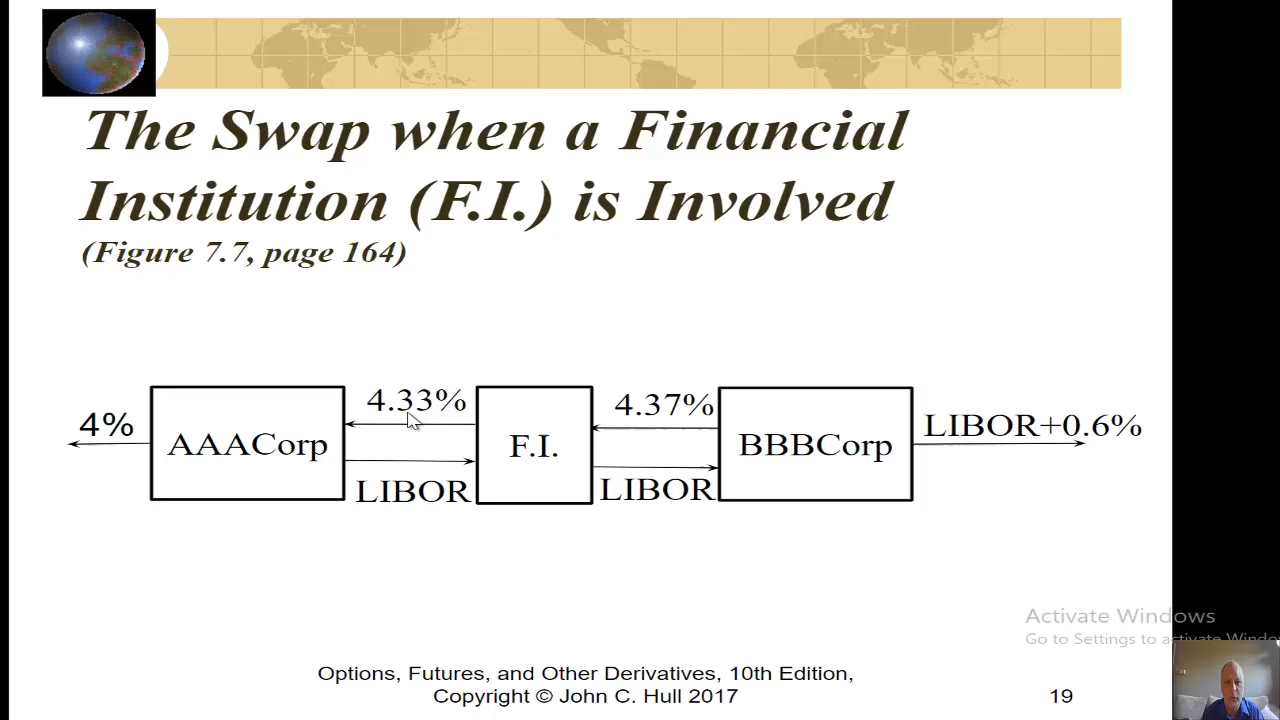 The Swap when a Financial
Institution (F.I.) is Involved
(Figure 7.7, page 164)
4.33% 4.37%
4% AAACorp F.I. BBBCorp LIBOR+0.6%
LIBOR LIBOR
Activate Windows
Go to Settings to activate Windo
Options, Futures, and Other Derivatives, 10th Edition,
Copyright © John C. Hull 2017 19